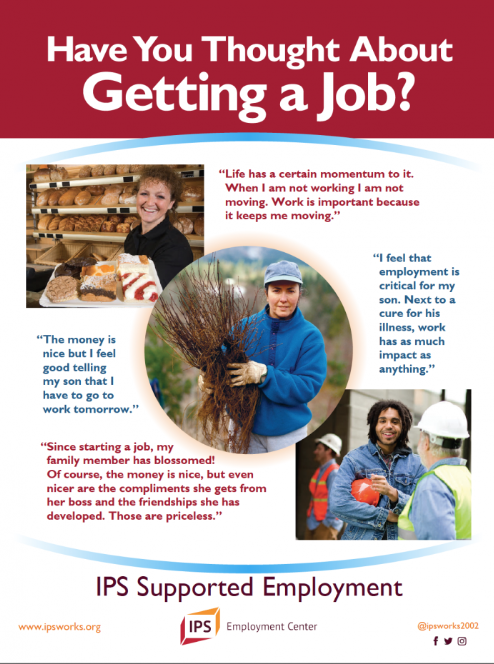 Have You Thought About
Getting a Job?
“Life has a certain momentum to it.
When I am not working I am not
moving. Work is important because
it keeps me moving.”
“I feel that
employment is
critical for my
son. Next to a
cure for his
illness, work
has as much
impact as
anything.”
“The money is
nice but I feel
good telling
my son that I
have to go to
work tomorrow.”
“Since starting a job, my
family member has blossomed!
Of course, the money is nice, but even
nicer are the compliments she gets from
her boss and the friendships she has
developed. Those are priceless.”
IPS Supported Employment
www.ipsworks.org
IPS Employment Center
@ipsworks2002